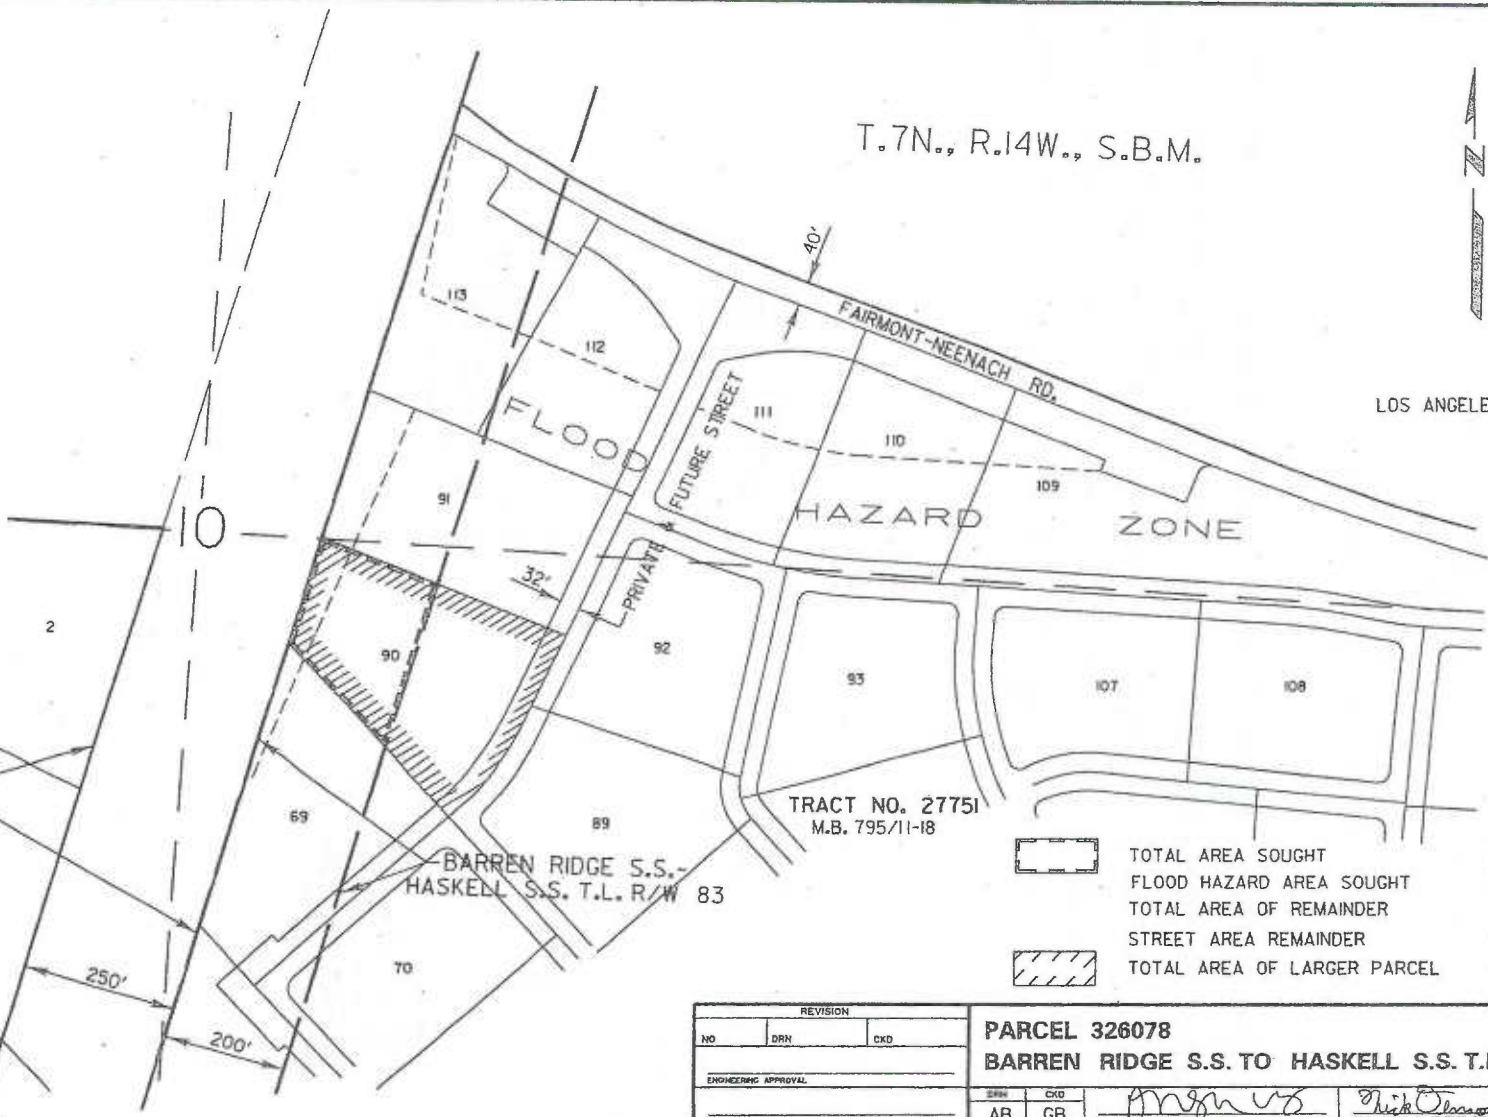 T.7N., R.14W., S.B.M.
40'
N
FAIRMONT-NEENACH RD.
LOS ANGELE
113
112
111
110
109
FLOOD HAZARD ZONE
FUTURE STREET
PRIVATE
91
10
32'
2
90
92
93
107
108
69
89
TRACT NO. 27751
M.B. 795/11-18
BARREN RIDGE S.S.-
HASKELL S.S. T.L. R/W
83
70
250'
200'
TOTAL AREA SOUGHT
FLOOD HAZARD AREA SOUGHT
TOTAL AREA OF REMAINDER
STREET AREA REMAINDER
TOTAL AREA OF LARGER PARCEL
REVISION
NO DRN CKD
ENGINEERING APPROVAL
PARCEL 326078
BARREN RIDGE S.S. TO HASKELL S.S. T.L
DRN CKD
AB GB